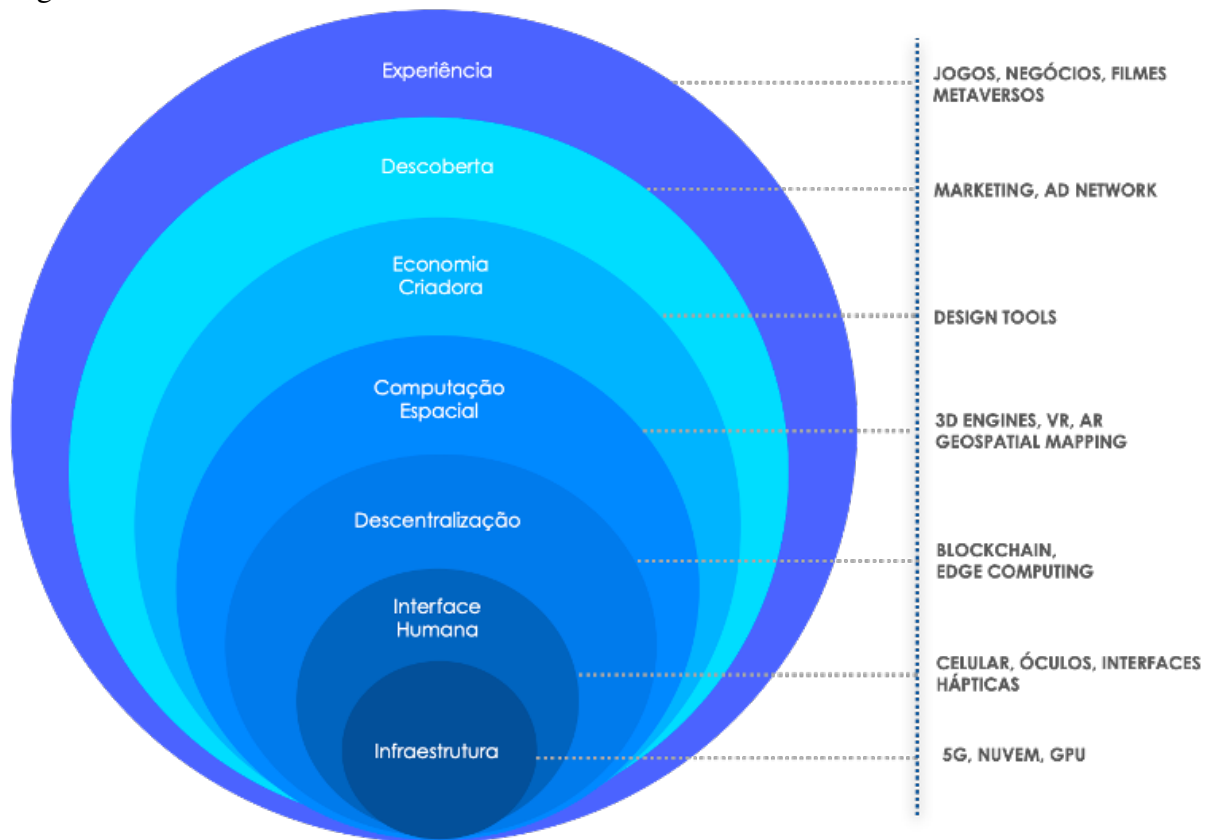 Experiência
JOGOS, NEGÓCIOS, FILMES
METAVERSOS
Descoberta
MARKETING, AD NETWORK
Economia
Criadora
DESIGN TOOLS
Computação
Espacial
3D ENGINES, VR, AR
GEOSPATIAL MAPPING
Descentralização
BLOCKCHAIN,
EDGE COMPUTING
Interface
Humana
CELULAR, ÓCULOS, INTERFACES
HÁPTICAS
Infraestrutura
5G, NUVEM, GPU